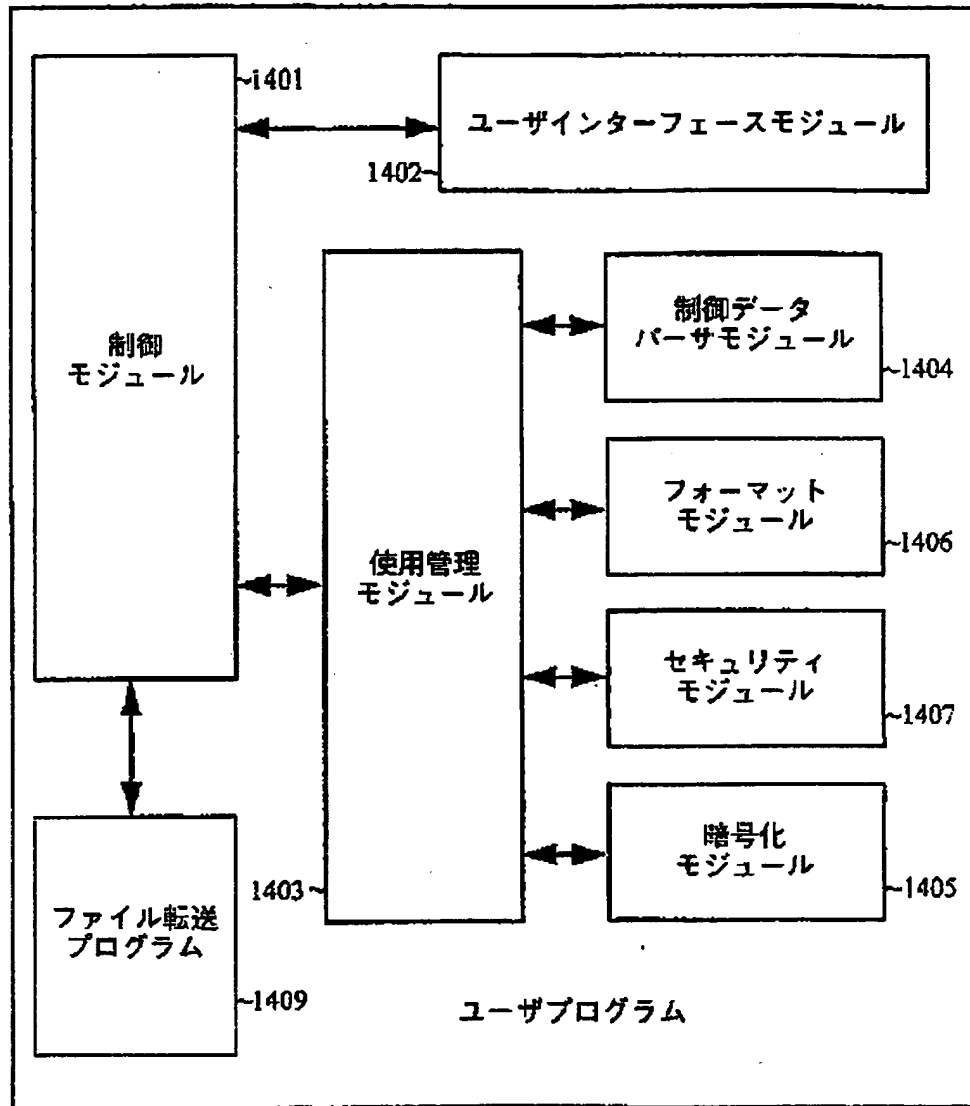 ~1401
ユーザインターフェースモジュール
1402~
制御
モジュール
制御データ
パーサモジュール
~1404
フォーマット
モジュール
~1406
使用管理
モジュール
セキュリティ
モジュール
~1407
暗号化
モジュール
~1405
1403~
ファイル転送
プログラム
~1409
ユーザプログラム